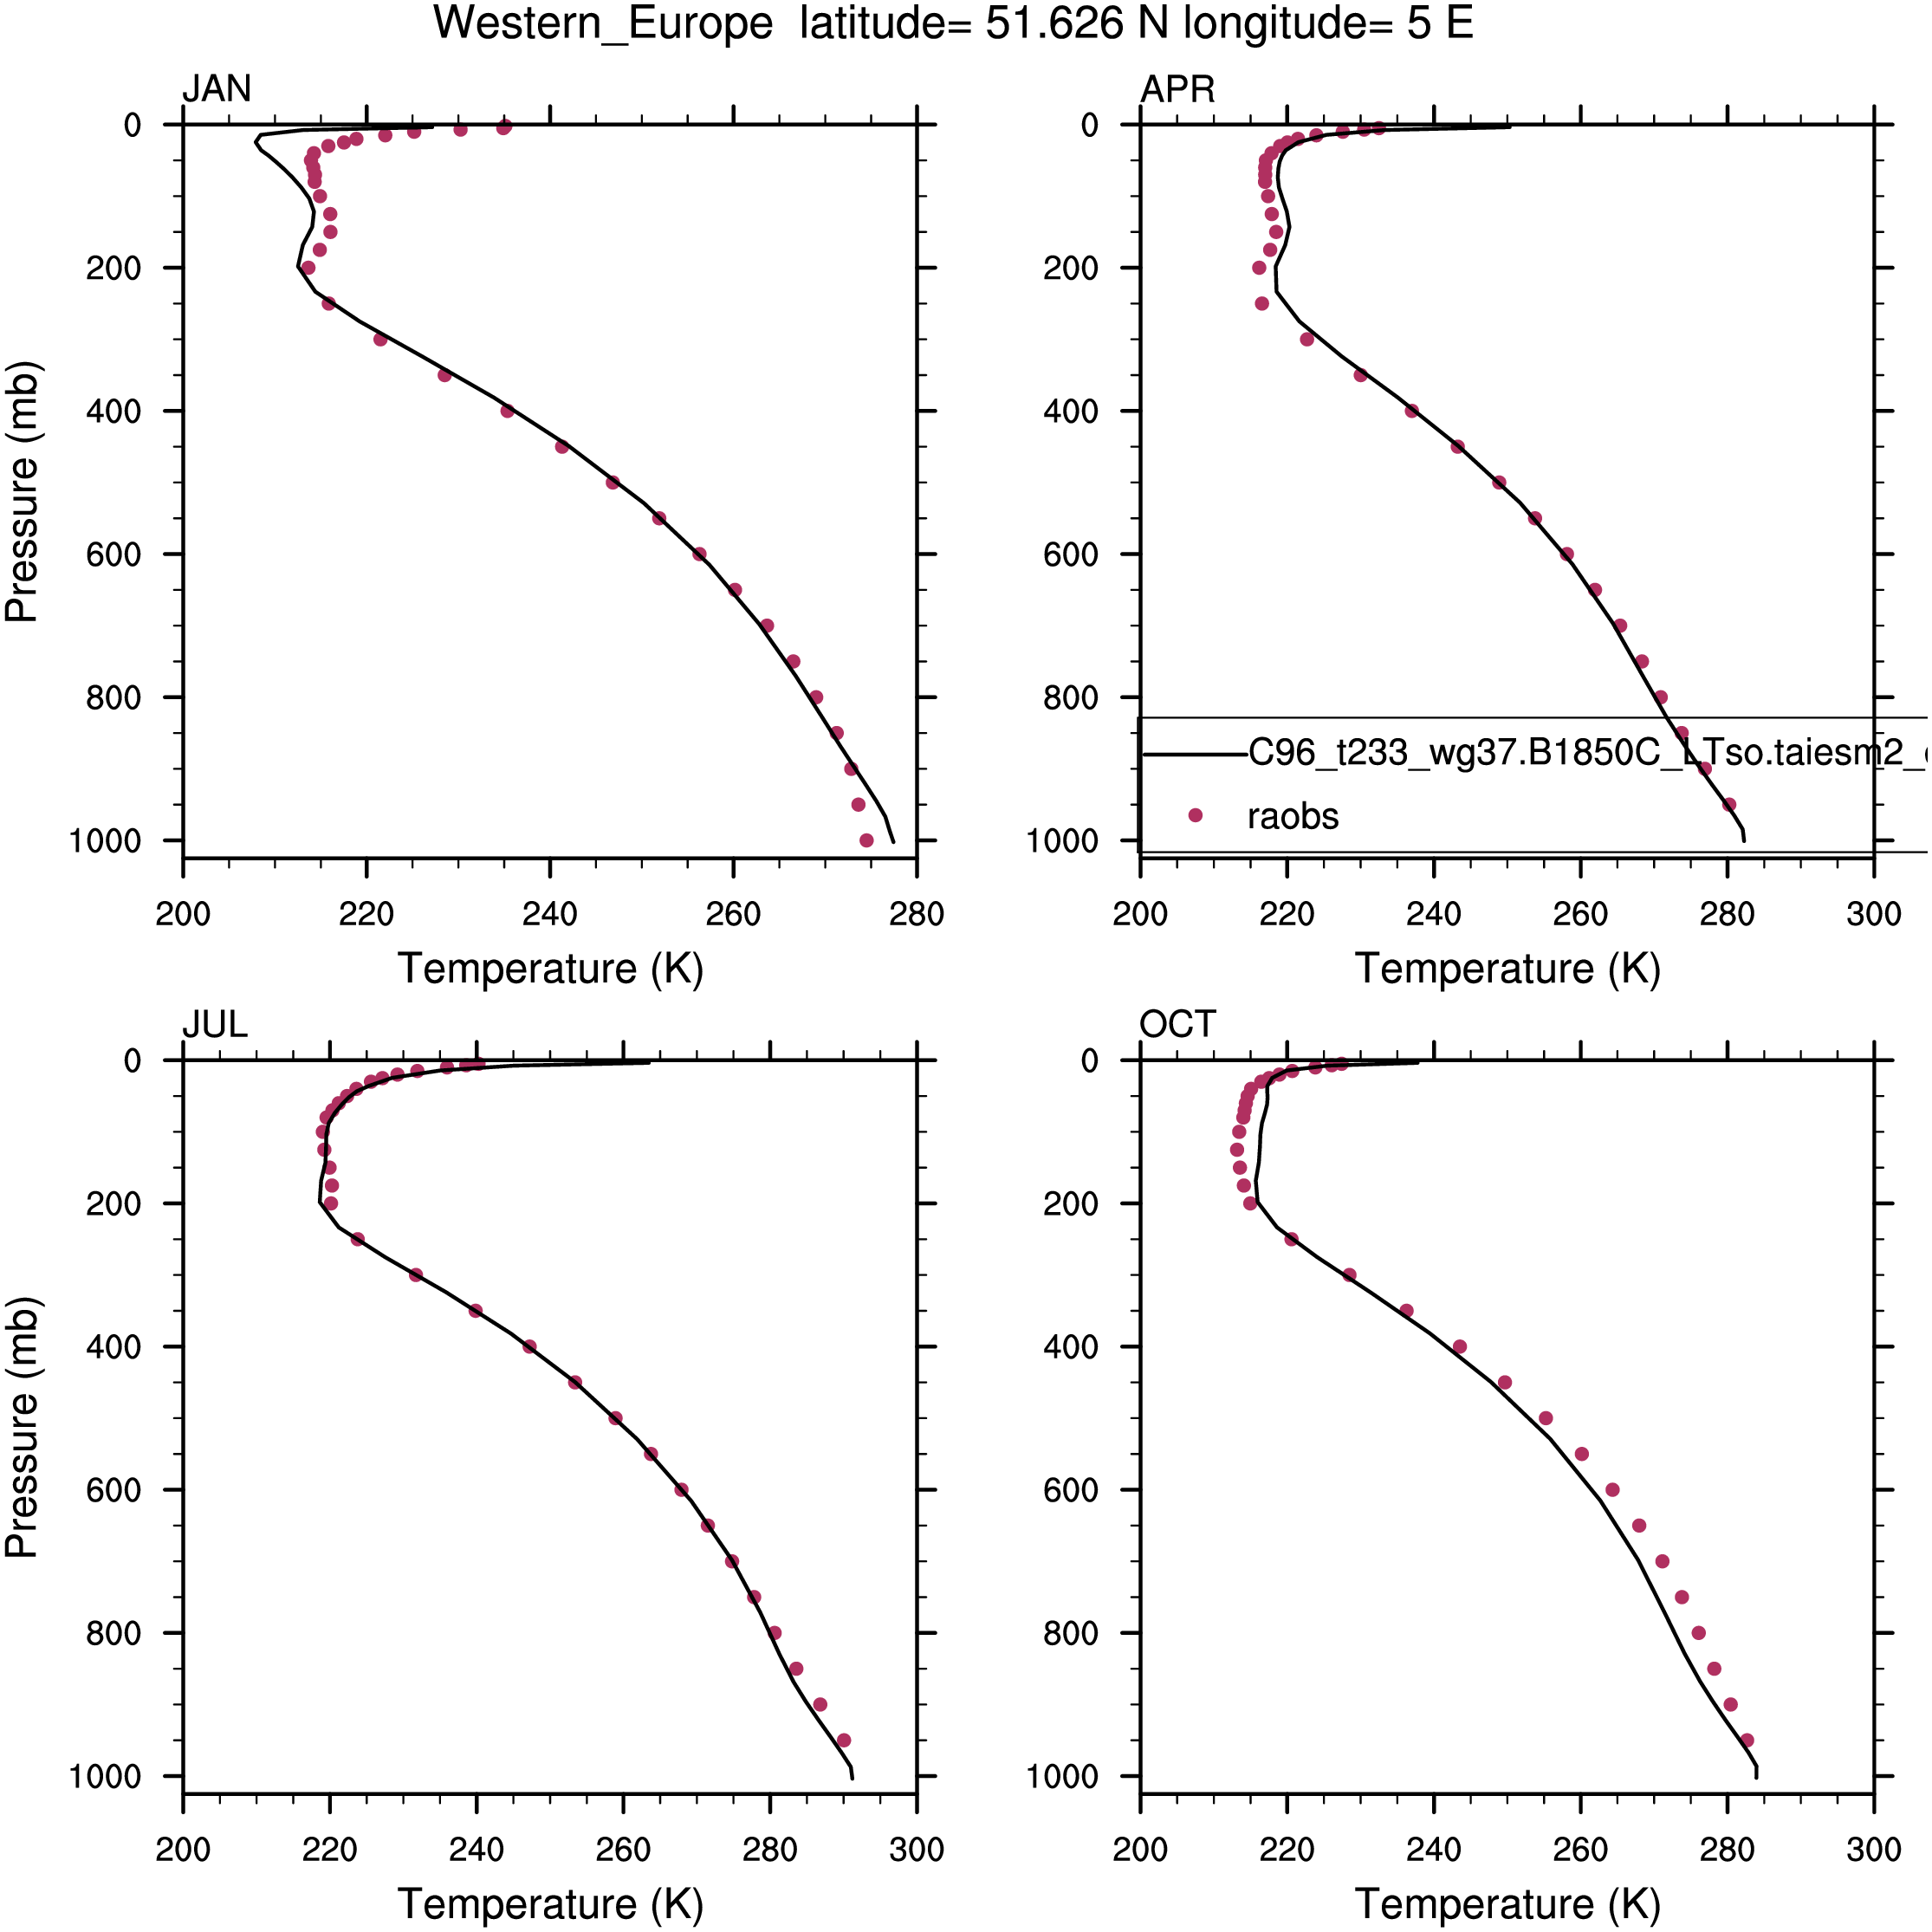 Western_Europe latitude= 51.626 N longitude= 5 E
JAN
0
200
400
600
800
1000
Pressure (mb)
200 220 240 260 280
Temperature (K)
APR
0
200
400
600
800
1000
C96_t233_wg37.B1850C_LTso.taiesm2_
raobs
200 220 240 260 280 300
Temperature (K)
JUL
0
200
400
600
800
1000
Pressure (mb)
200 220 240 260 280 300
Temperature (K)
OCT
0
200
400
600
800
1000
200 220 240 260 280 300
Temperature (K)